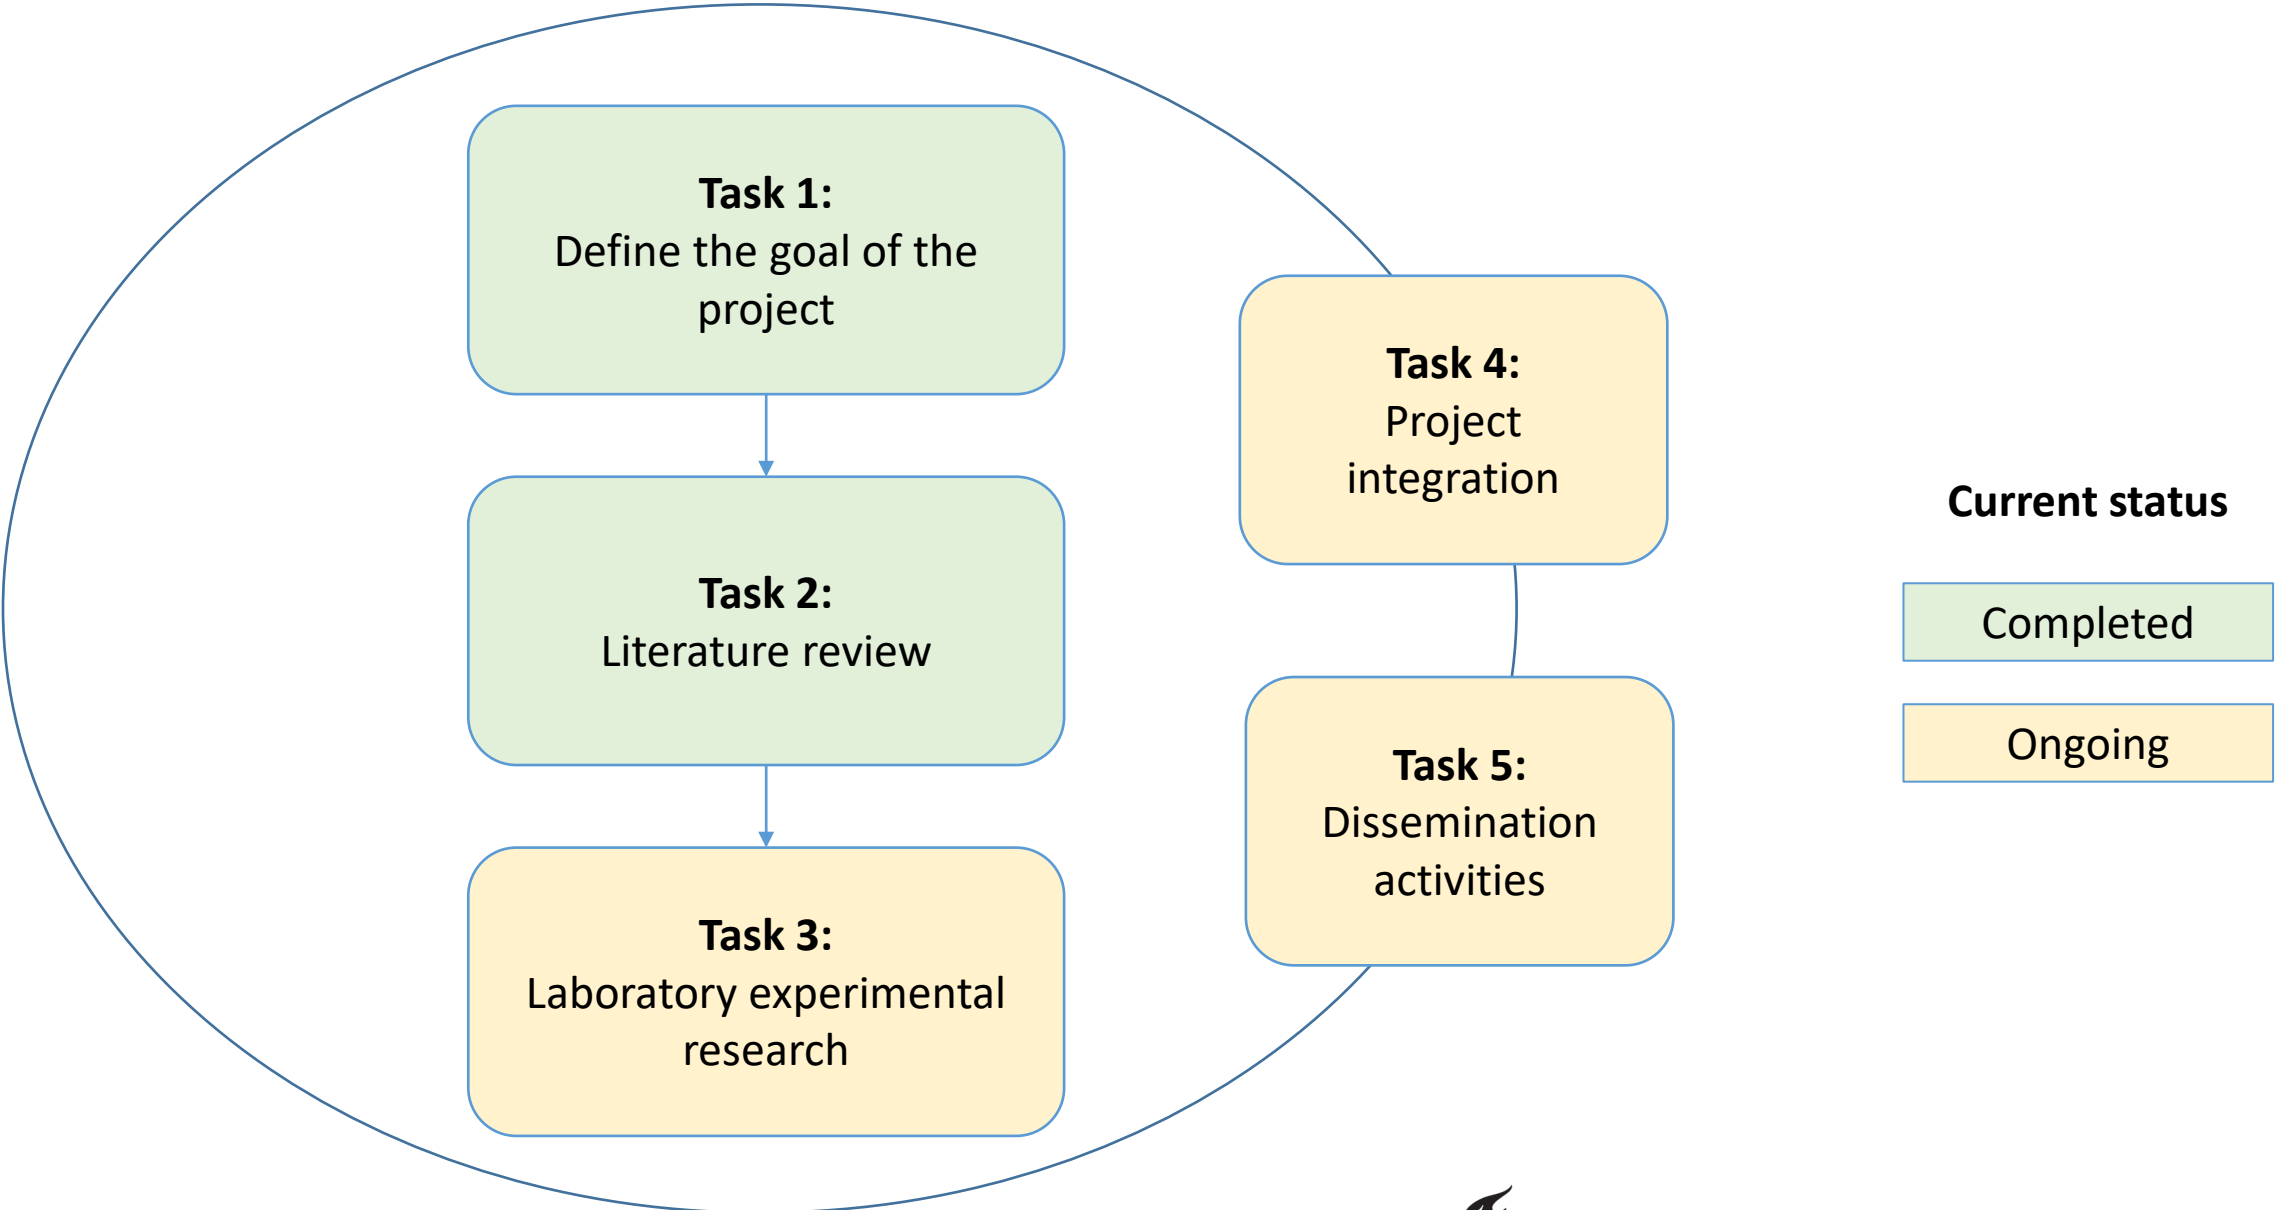 Task 1:
Define the goal of the
project
Task 2:
Literature review
Task 3:
Laboratory experimental
research
Task 4:
Project
integration
Task 5:
Dissemination
activities
Current status
Completed
Ongoing